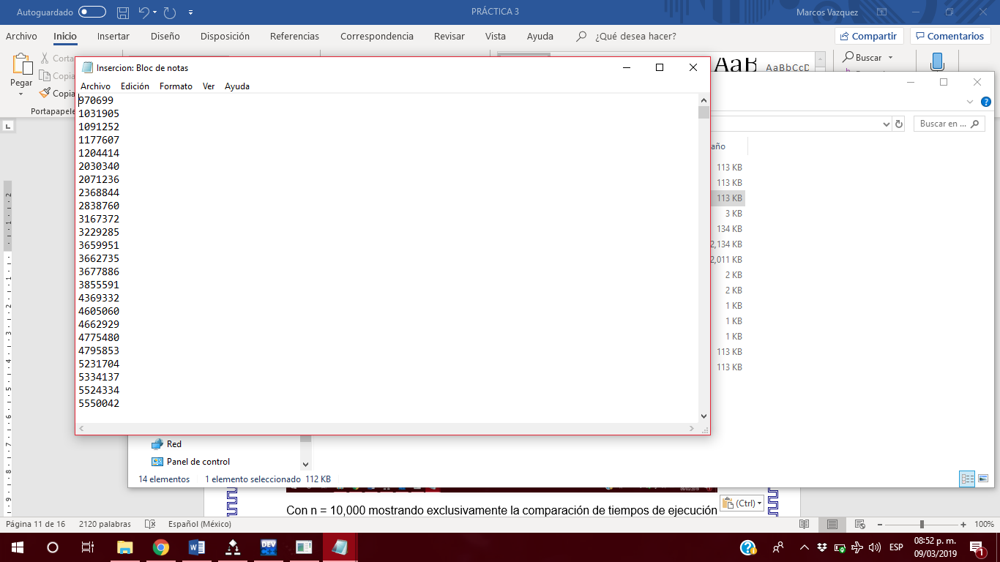 Autoguardado
PRÁCTICA 3
Marcos Vazquez
Archivo Inicio Insertar Diseño Disposición Referencias Correspondencia Revisar Vista Ayuda ¿Qué desea hacer? Compartir Comentarios
Pegar
Corta
Copia
Copia
Portapapele
AaB AaBbCcD
Buscar
Insercion: Bloc de notas
Archivo Edición Formato Ver Ayuda
970699
1031905
1091252
1177607
1204414
2030340
2071236
2368844
2838760
3167372
3229285
3659951
3662735
3677886
3855591
4369332
4605060
4662929
4775480
4795853
5231704
5334137
5524334
5550042
Buscar en ...
año
113 KB
113 KB
113 KB
3 KB
134 KB
2,134 KB
2,011 KB
2 KB
2 KB
1 KB
1 KB
1 KB
113 KB
113 KB
Red
Panel de control
14 elementos 1 elemento seleccionado 112 KB
Con n = 10,000 mostrando exclusivamente la comparación de tiempos de ejecución
(Ctrl)
Página 11 de 16 2120 palabras Español (México) 100%
DEV
ESP
08:52 p. m.
09/03/2019
1